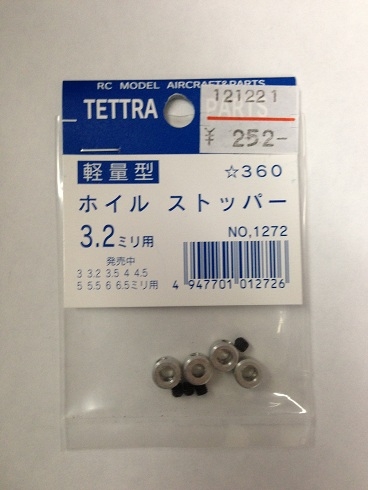 RC MODEL AIRCRAFT&PARTS
TETTRA PARTS
121221
¥ 252-
軽量型 ☆360
ホイル ストッパー
3.2ミリ用 NO,1272
発売中
3 3.2 3.5 4 4.5
5 5.5 6 6.5ミリ用
4 947701 012726